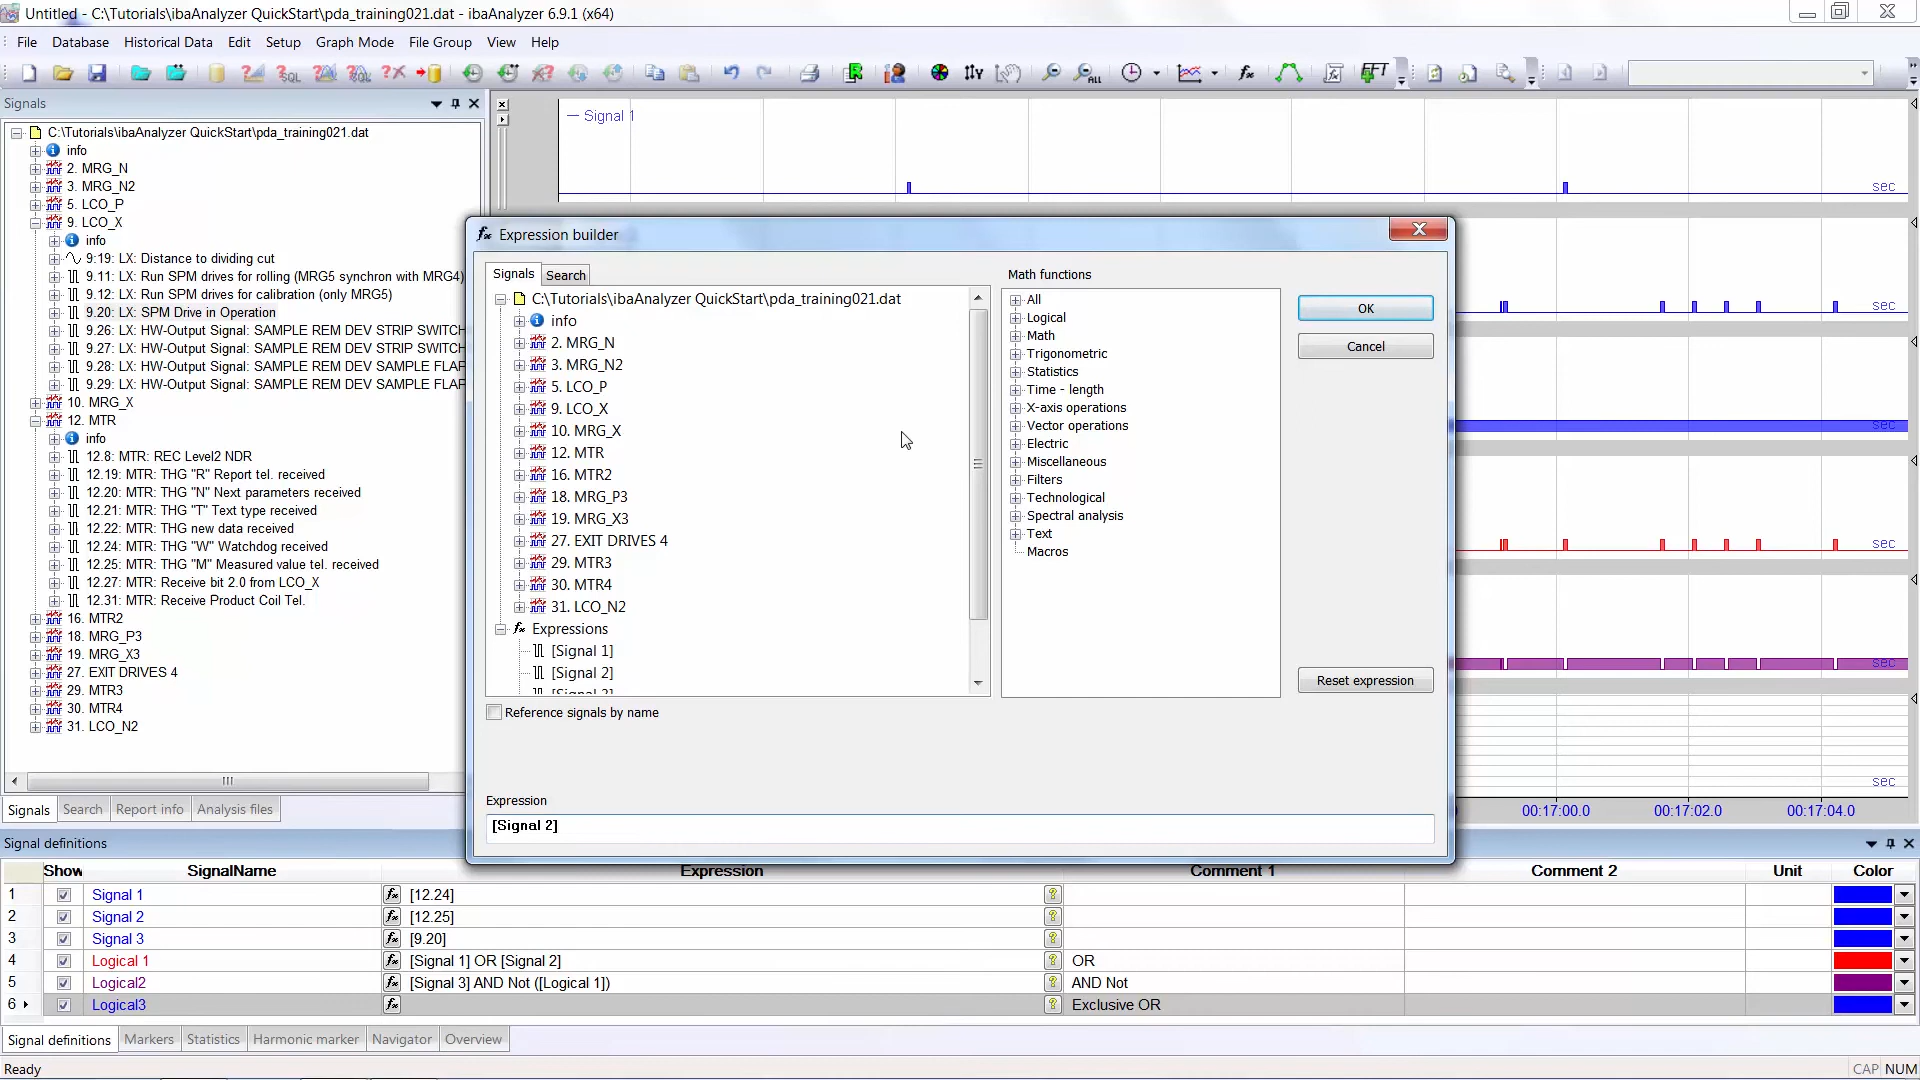 Untitled - C:\Tutorials\ibaAnalyzer QuickStart\pda_training021.dat - ibaAnalyzer 6.9.1 (x64)
File Database Historical Data Edit Setup Graph Mode File Group View Help
Signals
C:\Tutorials\ibaAnalyzer QuickStart\pda_training021.dat
info
2. MRG_N
3. MRG_N2
5. LCO_P
9. LCO_X
info
9:19: LX: Distance to dividing cut
9.11: LX: Run SPM drives for rolling (MRG5 synchron with MRG4)
9.12: LX: Run SPM drives for calibration (only MRG5)
9.20: LX: SPM Drive in Operation
9.26: LX: HW-Output Signal: SAMPLE REM DEV STRIP SWITCH
9.27: LX: HW-Output Signal: SAMPLE REM DEV STRIP SWITCH
9.28: LX: HW-Output Signal: SAMPLE REM DEV SAMPLE FLAP
9.29: LX: HW-Output Signal: SAMPLE REM DEV SAMPLE FLAP
10. MRG_X
12. MTR
info
12.8: MTR: REC Level2 NDR
12.19: MTR: THG "R" Report tel. received
12.20: MTR: THG "N" Next parameters received
12.21: MTR: THG "T" Text type received
12.22: MTR: THG new data received
12.24: MTR: THG "W" Watchdog received
12.25: MTR: THG "M" Measured value tel. received
12.27: MTR: Receive bit 2.0 from LCO_X
12.31: MTR: Receive Product Coil Tel.
16. MTR2
18. MRG_P3
19. MRG_X3
27. EXIT DRIVES 4
29. MTR3
30. MTR4
31. LCO_N2
Signals Search Report info Analysis files
Signal 1
sec
sec
sec
sec
sec
sec
00:17:00.0 00:17:02.0 00:17:04.0
Expression builder
Signals Search
C:\Tutorials\ibaAnalyzer QuickStart\pda_training021.dat
info
2. MRG_N
3. MRG_N2
5. LCO_P
9. LCO_X
10. MRG_X
12. MTR
16. MTR2
18. MRG_P3
19. MRG_X3
27. EXIT DRIVES 4
29. MTR3
30. MTR4
31. LCO_N2
Expressions
[Signal 1]
[Signal 2]
Reference signals by name
Math functions
All
Logical
Math
Trigonometric
Statistics
Time - length
X-axis operations
Vector operations
Electric
Miscellaneous
Filters
Technological
Spectral analysis
Text
Macros
OK
Cancel
Reset expression
Expression
[Signal 2]
Signal definitions
Show SignalName Expression Comment 1 Comment 2 Unit Color
1 Signal 1 [12.24]
2 Signal 2 [12.25]
3 Signal 3 [9.20]
4 Logical 1 [Signal 1] OR [Signal 2] OR
5 Logical2 [Signal 3] AND Not ([Logical 1]) AND Not
6 Logical3 Exclusive OR
Signal definitions Markers Statistics Harmonic marker Navigator Overview
Ready CAP NUM